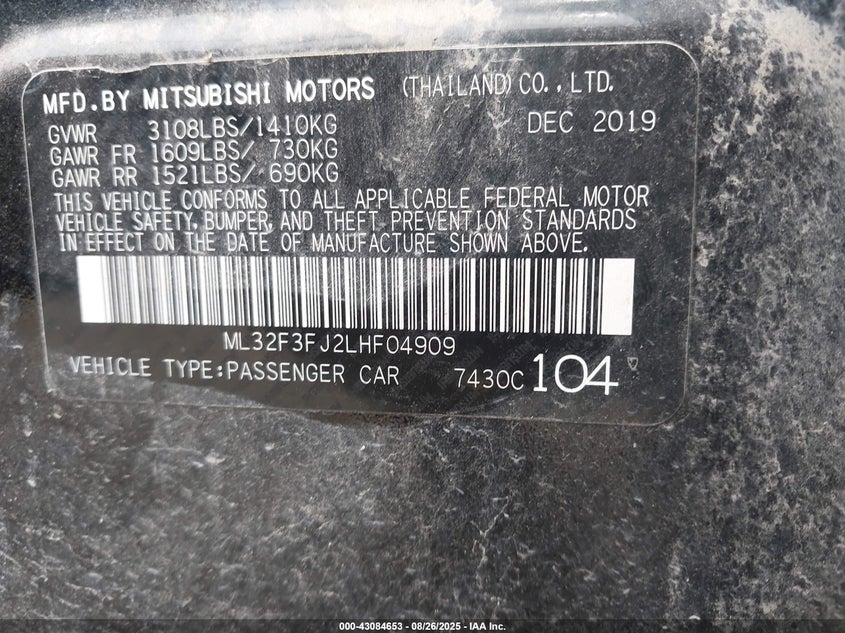 MFD.BY MITSUBISHI MOTORS (THAILAND) CO., LTD.
GVWR 3108LBS/1410KG DEC 2019
GAWR FR 1609LBS/ 730KG
GAWR RR 1521LBS/ 690KG
THIS VEHICLE CONFORMS TO ALL APPLICABLE FEDERAL MOTOR
VEHICLE SAFETY, BUMPER, AND THEFT PREVENTION STANDARDS
IN EFFECT ON THE DATE OF MANUFACTURE SHOWN ABOVE.
ML32F3FJ2LHF04909
VEHICLE TYPE:PASSENGER CAR 7430C 104
000-43084653 - 08/26/2025 - IAA Inc.